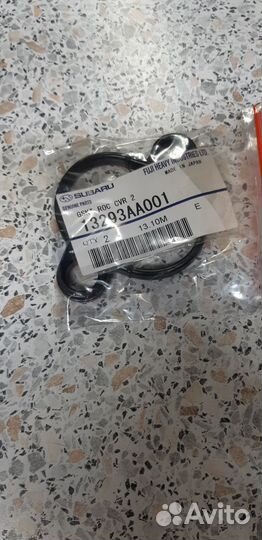 SUBARU
GENUINE PARTS
FUJI HEAVY INDUSTRIES LTD.
MADE IN JAPAN
GSKT ROC CVR 2
13293AA001
QTY 2 13.10M E
Avito